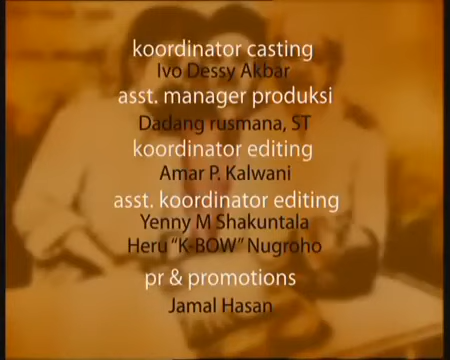 koordinator casting
Ivo Dessy Akbar
asst. manager produksi
Dadang rusmana, ST
koordinator editing
Amar P. Kalwani
asst. koordinator editing
Yenny M Shakuntala
Heru "K-BOW" Nugroho
pr & promotions
Jamal Hasan